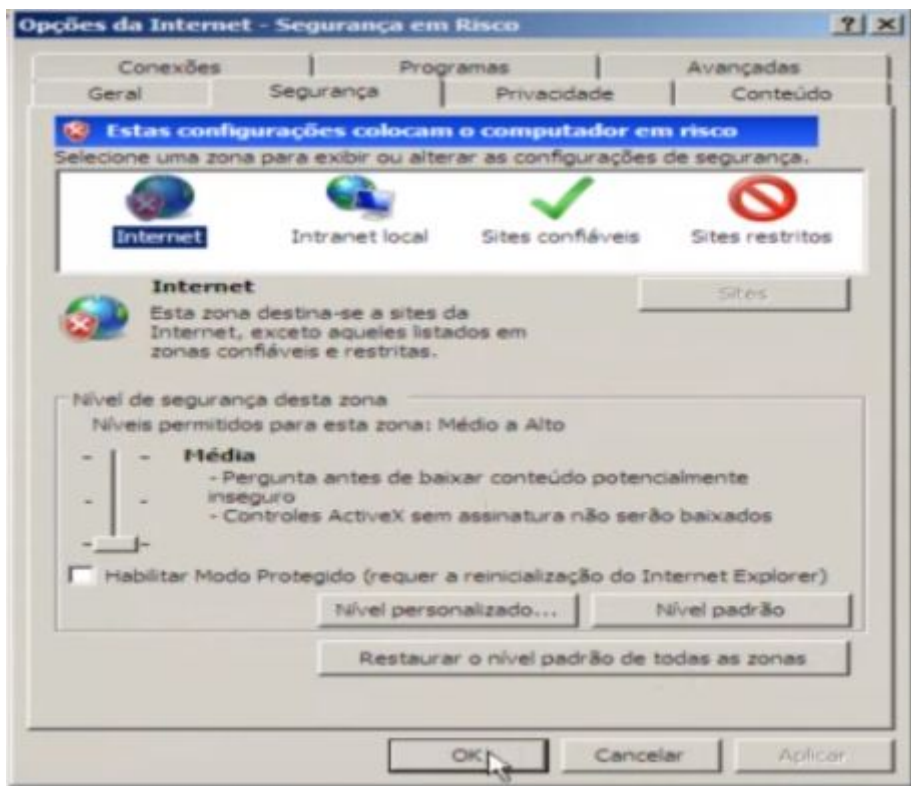 Opções da Internet - Segurança em Risco
Conexões Programas Avançadas
Geral Segurança Privacidade Conteúdo
Estas configurações colocam o computador em risco
Selecione uma zona para exibir ou alterar as configurações de segurança.
Internet Intranet local Sites confiáveis Sites restritos
Internet
Sites
Esta zona destina-se a sites da
Internet, exceto aqueles listados em
zonas confiáveis e restritas.
Nível de segurança desta zona
Níveis permitidos para esta zona: Médio a Alto
Média
- Pergunta antes de baixar conteúdo potencialmente
inseguro
- Controles ActiveX sem assinatura não serão baixados
Habilitar Modo Protegido (requer a reinicialização do Internet Explorer)
Nível personalizado... Nível padrão
Restaurar o nível padrão de todas as zonas
OK Cancelar Aplicar